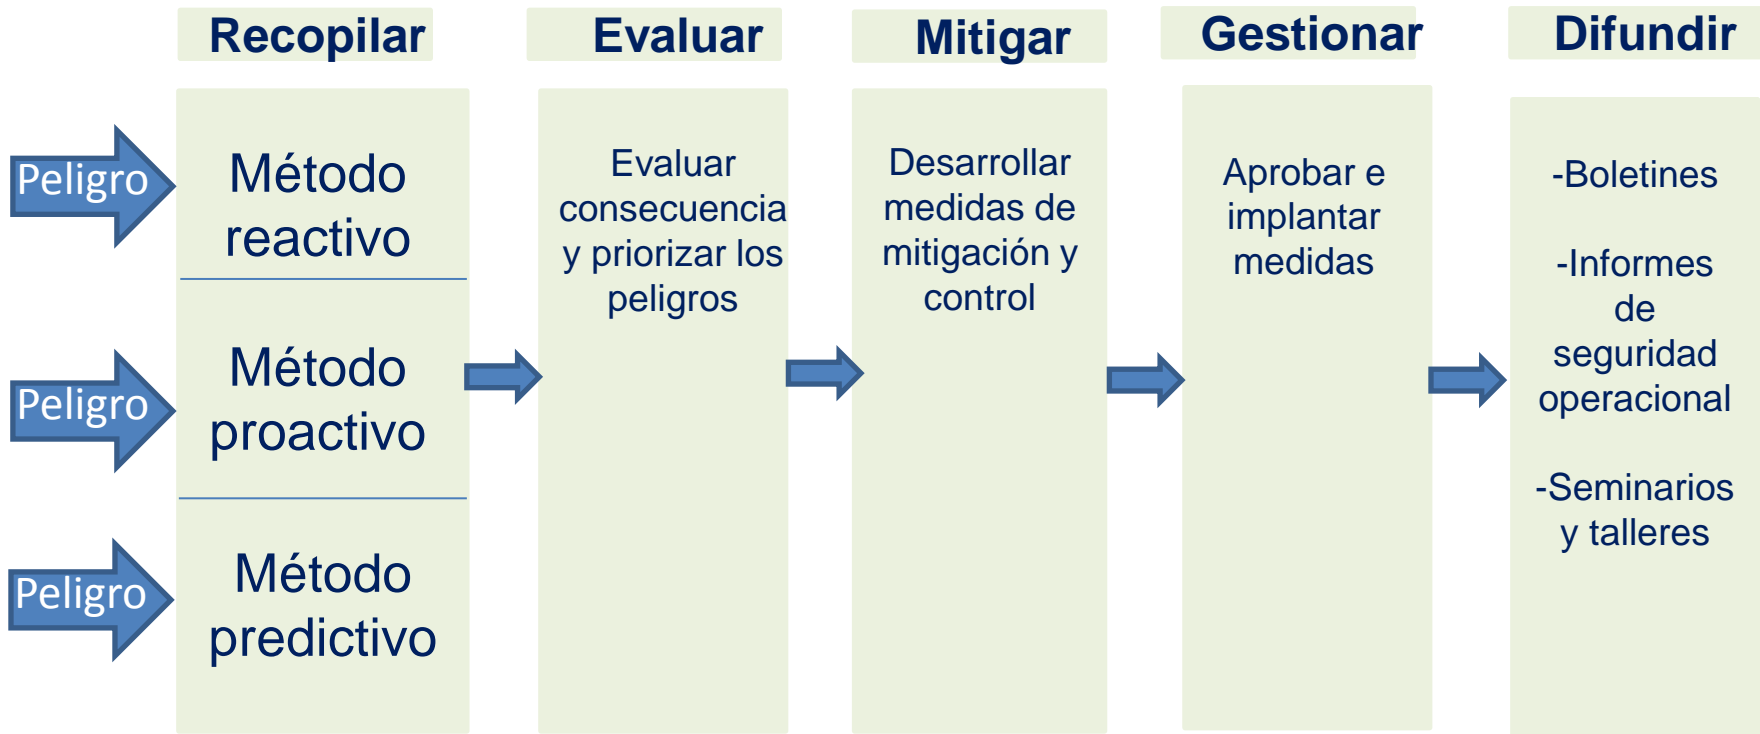 Recopilar
Evaluar
Mitigar
Gestionar
Difundir
Peligro
Método
reactivo
Peligro
Método
proactivo
Peligro
Método
predictivo
Evaluar
consecuencia
y priorizar los
peligros
Desarrollar
medidas de
mitigación y
control
Aprobar e
implantar
medidas
-Boletines
-Informes
de
seguridad
operacional
-Seminarios
y talleres